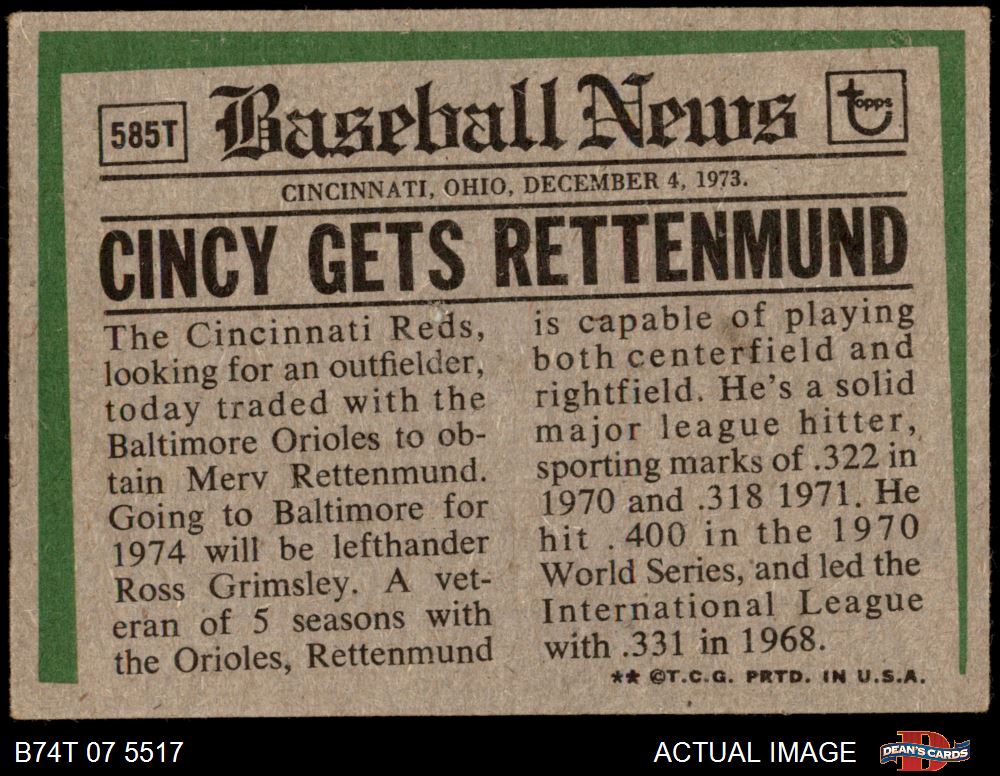 585T
Baseball News
topps
CINCINNATI, OHIO, DECEMBER 4, 1973.
CINCY GETS RETTENMUND
The Cincinnati Reds,
looking for an outfielder,
today traded with the
Baltimore Orioles to ob-
tain Merv Rettenmund.
Going to Baltimore for
1974 will be lefthander
Ross Grimsley. A vet-
eran of 5 seasons with
the Orioles, Rettenmund
is capable of playing
both centerfield and
rightfield. He's a solid
major league hitter,
sporting marks of .322 in
1970 and .318 1971. He
hit .400 in the 1970
World Series, and led the
International League
with .331 in 1968.
** ©T.C.G. PRTD. IN U.S.A.
B74T 07 5517
ACTUAL IMAGE
DEAN'S CARDS